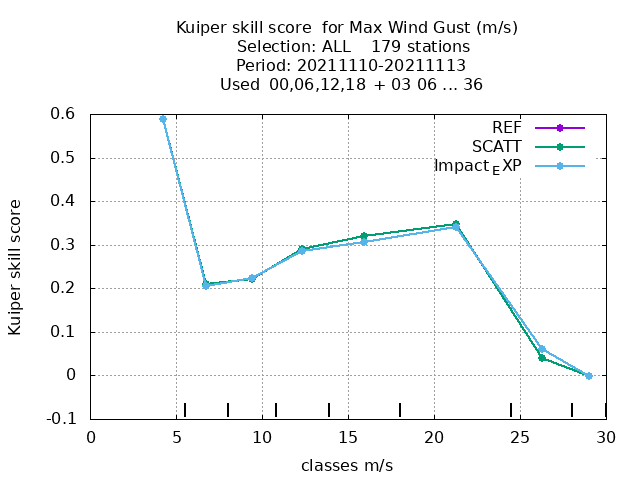 Kuiper skill score  for Max Wind Gust (m/s)
Selection: ALL    179 stations
Period: 20211110-20211113
Used  00,06,12,18  + 03 06 ... 36
REF
SCATT
Impact_EXP
Kuiper skill score
0.6
0.5
0.4
0.3
0.2
0.1
0
-0.1
0 5 10 15 20 25 30
classes m/s